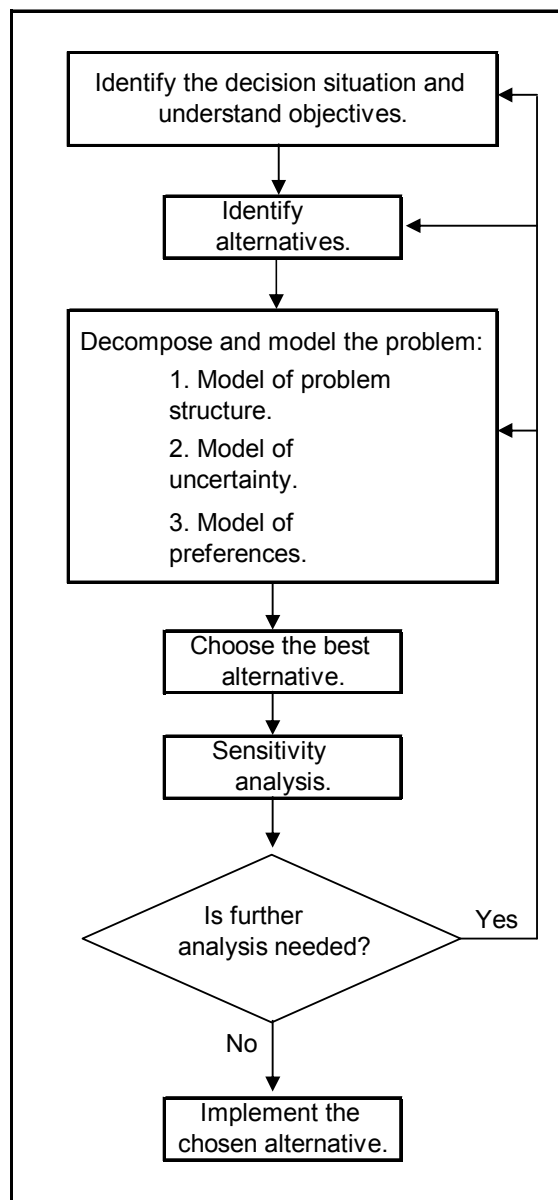 Identify the decision situation and
understand objectives.
Identify
alternatives.
Decompose and model the problem:
1. Model of problem
structure.
2. Model of
uncertainty.
3. Model of
preferences.
Choose the best
alternative.
Sensitivity
analysis.
Is further
analysis needed?
Yes
No
Implement the
chosen alternative.